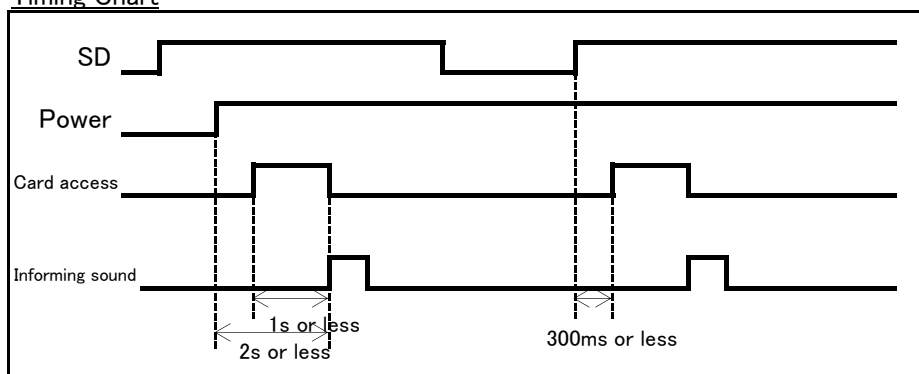 Timing Chart
SD
Power
Card access
Informing sound
1s or less
2s or less
300ms or less